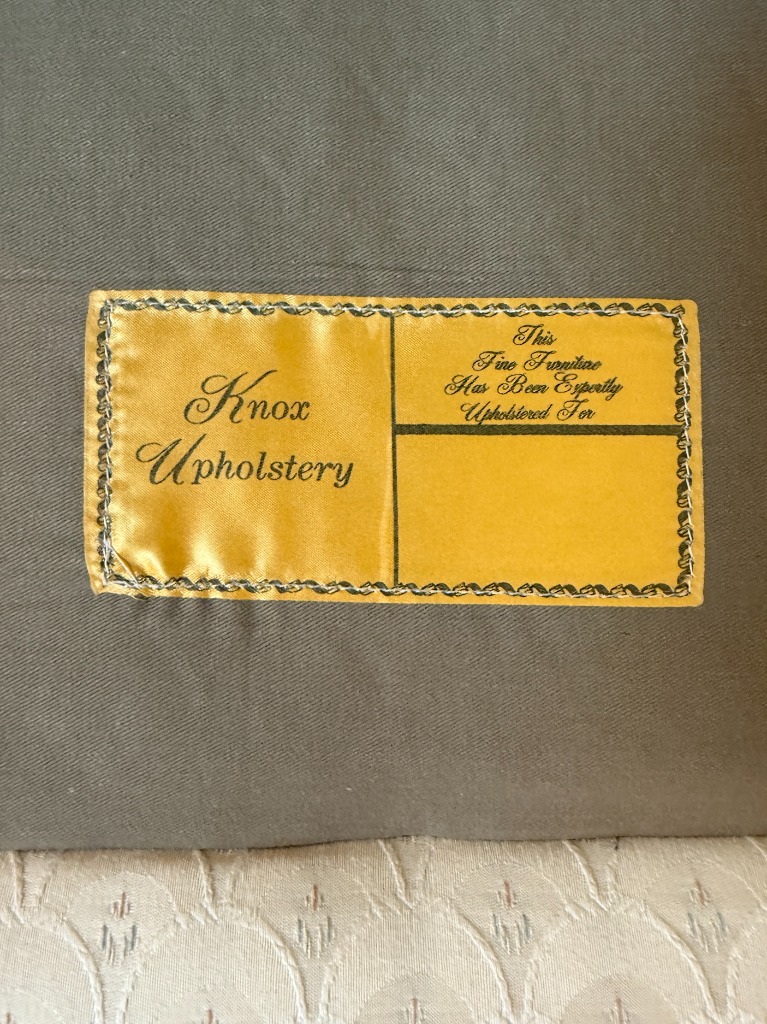 Knox
Upholstery
This
Fine Furniture
Has Been Expertly
Upholstered For